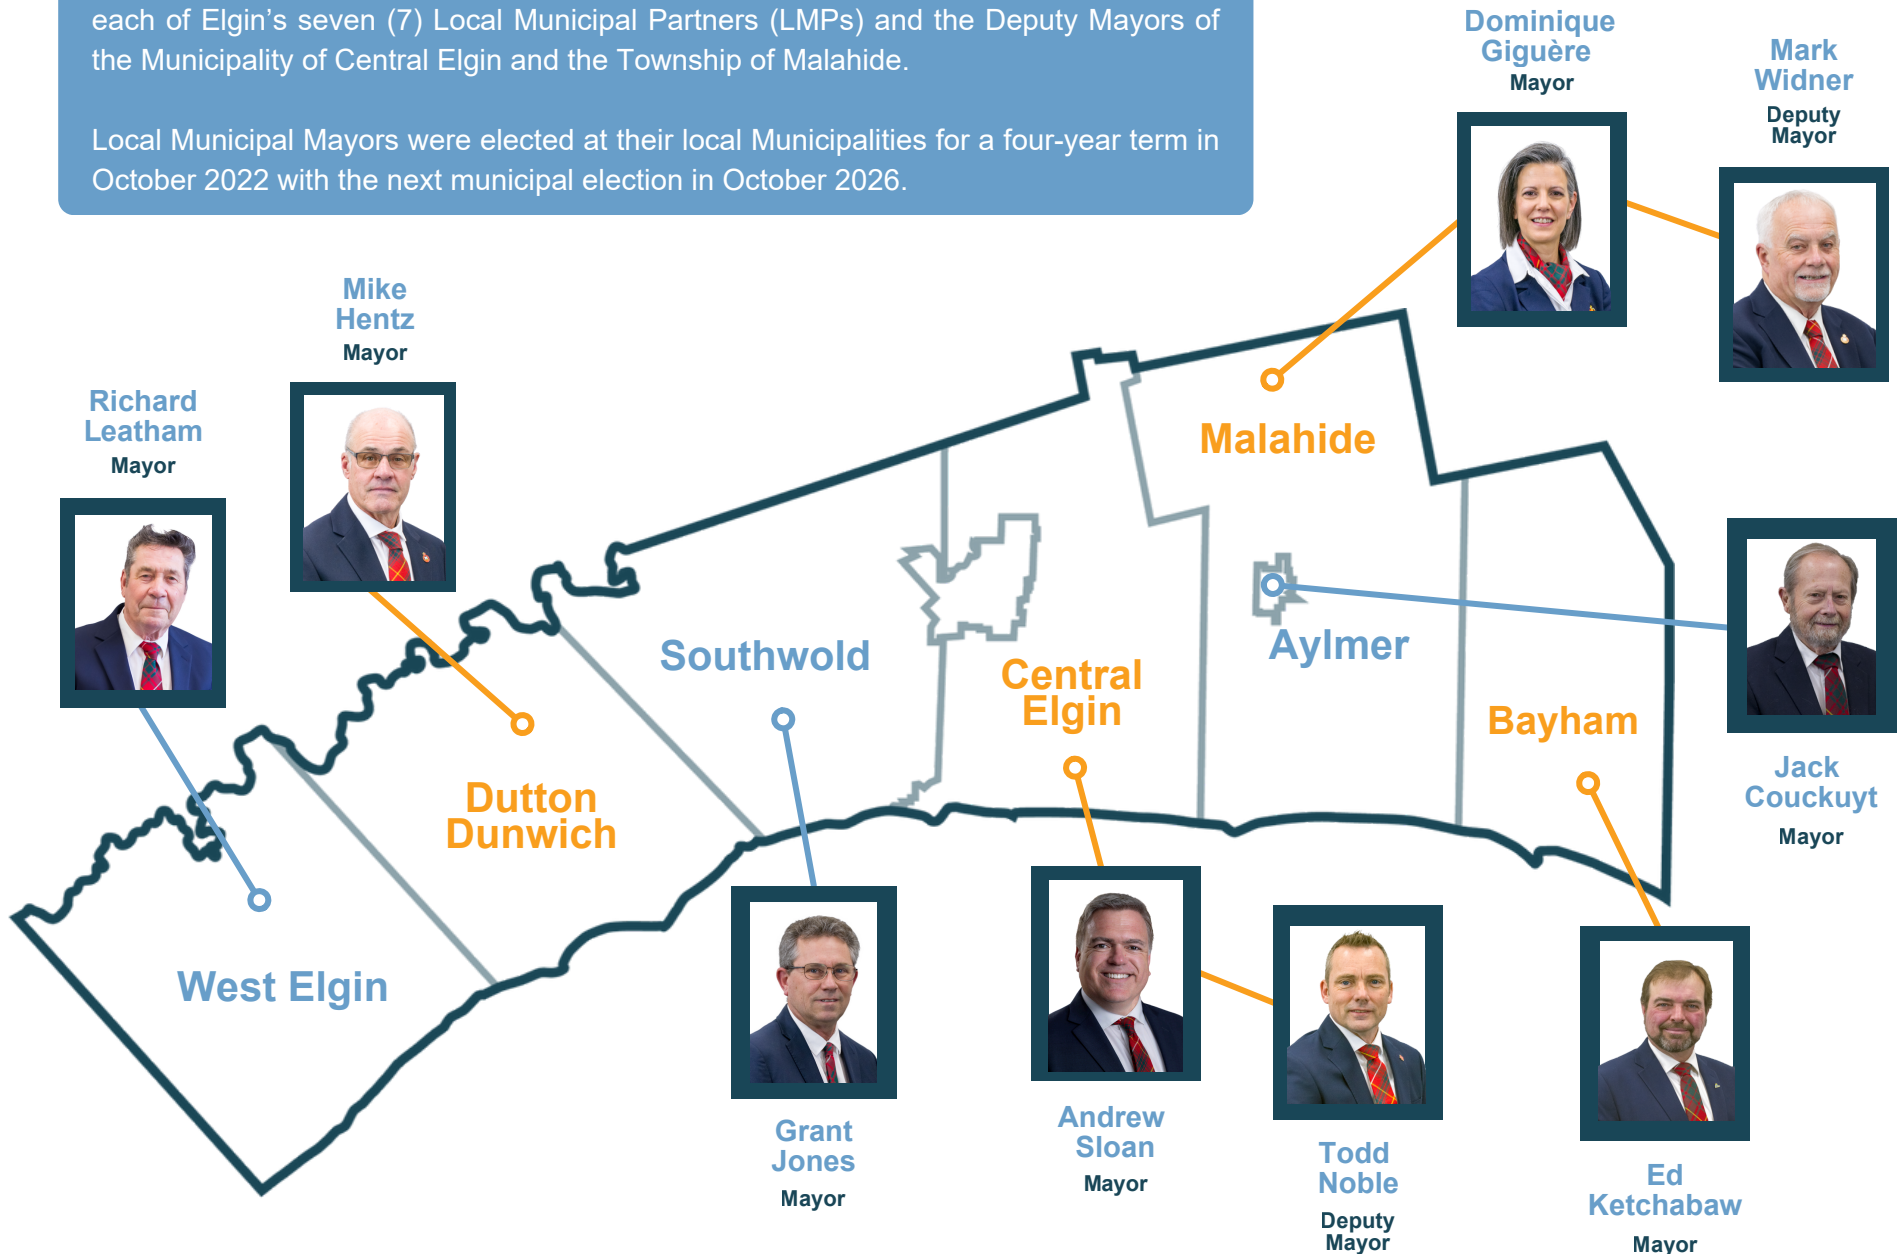 each of Elgin’s seven (7) Local Municipal Partners (LMPs) and the Deputy Mayors of
the Municipality of Central Elgin and the Township of Malahide.
Local Municipal Mayors were elected at their local Municipalities for a four-year term in
October 2022 with the next municipal election in October 2026.
Dominique
Giguère
Mayor
Mark
Widner
Deputy
Mayor
Mike
Hentz
Mayor
Richard
Leatham
Mayor
Malahide
Southwold
Central
Elgin
Aylmer
Bayham
Dutton
Dunwich
West Elgin
Jack
Couckuyt
Mayor
Grant
Jones
Mayor
Andrew
Sloan
Mayor
Todd
Noble
Deputy
Mayor
Ed
Ketchabaw
Mayor